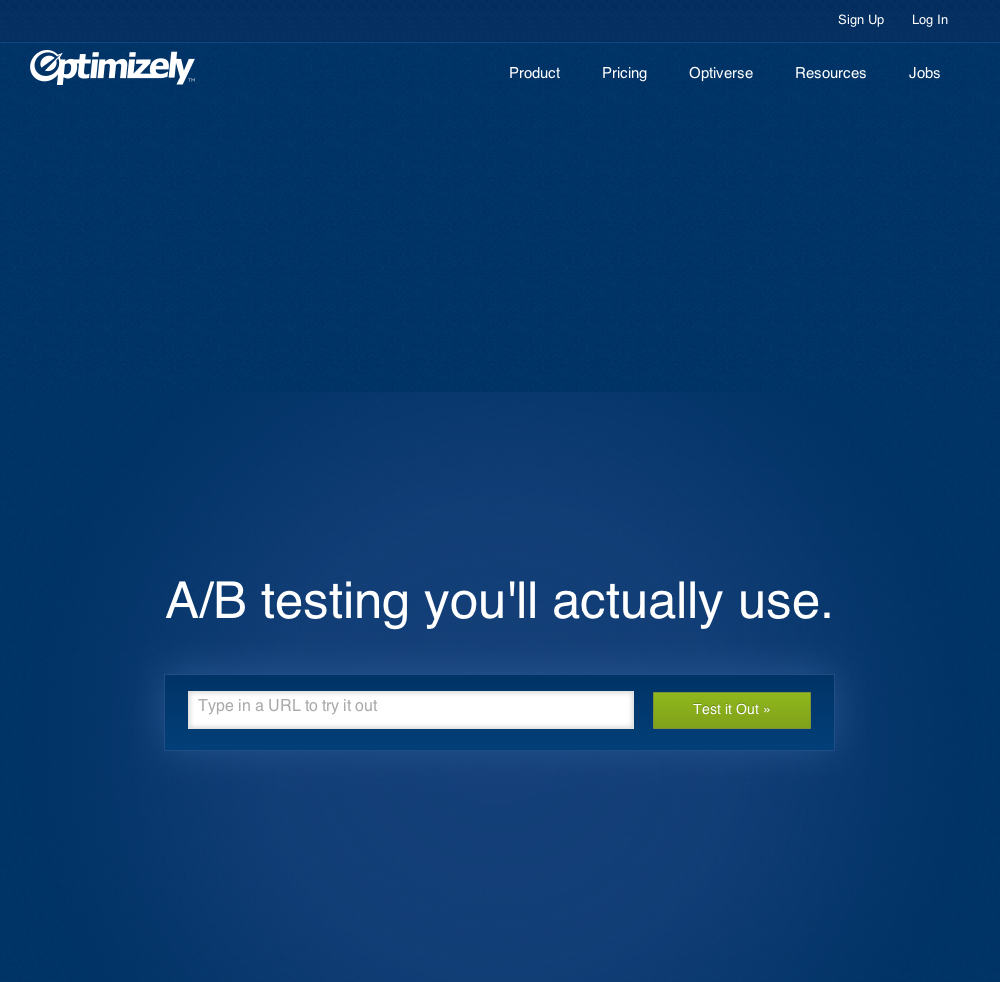 Sign Up Log In
Optimizely™
Product Pricing Optiverse Resources Jobs
A/B testing you'll actually use.
Type in a URL to try it out
Test it Out »